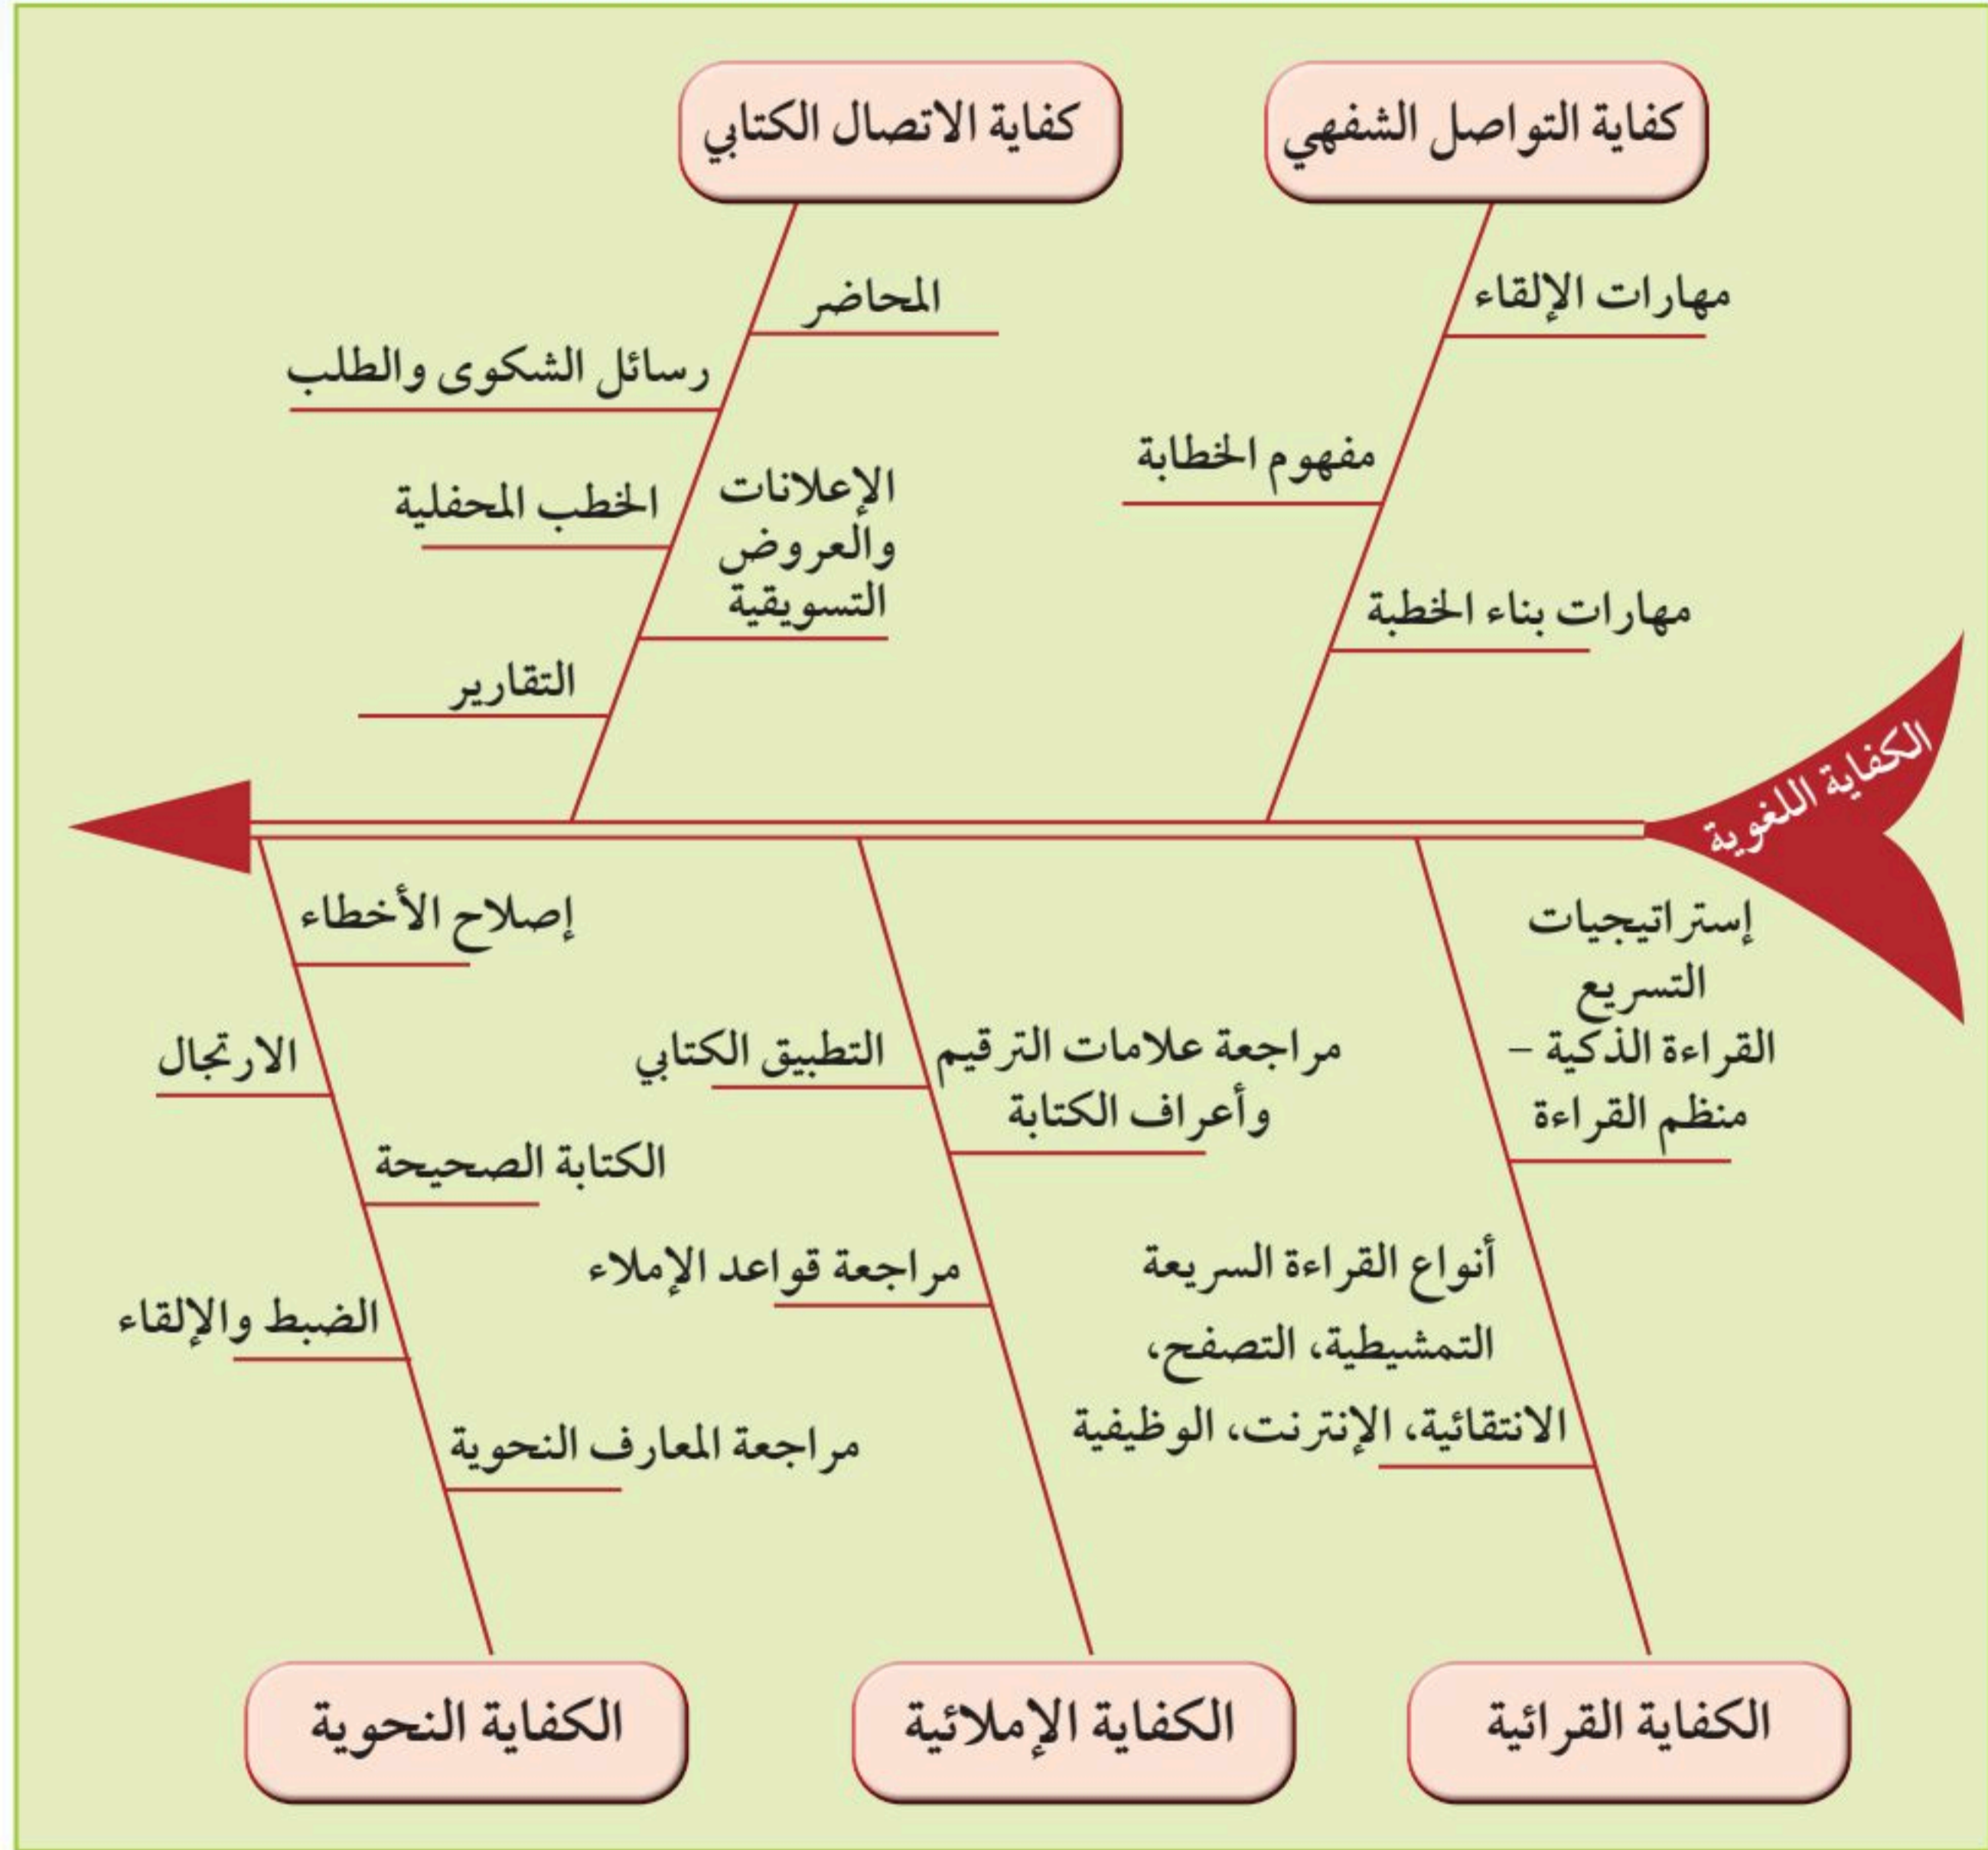 كفاية التواصل الشفهي
مهارات الإلقاء
مفهوم الخطابة
مهارات بناء الخطبة
كفاية الاتصال الكتابي
المحاضر
رسائل الشكوى والطلب
الإعلانات
والعروض
التسويقية
الخطب المحفلية
التقارير
الكفاية اللغوية
إستراتيجيات
التسريع
القراءة الذكية –
منظم القراءة
أنواع القراءة السريعة
التمشيطية، التصفح،
الانتقائية، الإنترنت، الوظيفية
الكفاية القرائية
مراجعة علامات الترقيم
وأعراف الكتابة
التطبيق الكتابي
مراجعة قواعد الإملاء
الكفاية الإملائية
إصلاح الأخطاء
الارتجال
الكتابة الصحيحة
الضبط والإلقاء
مراجعة المعارف النحوية
الكفاية النحوية